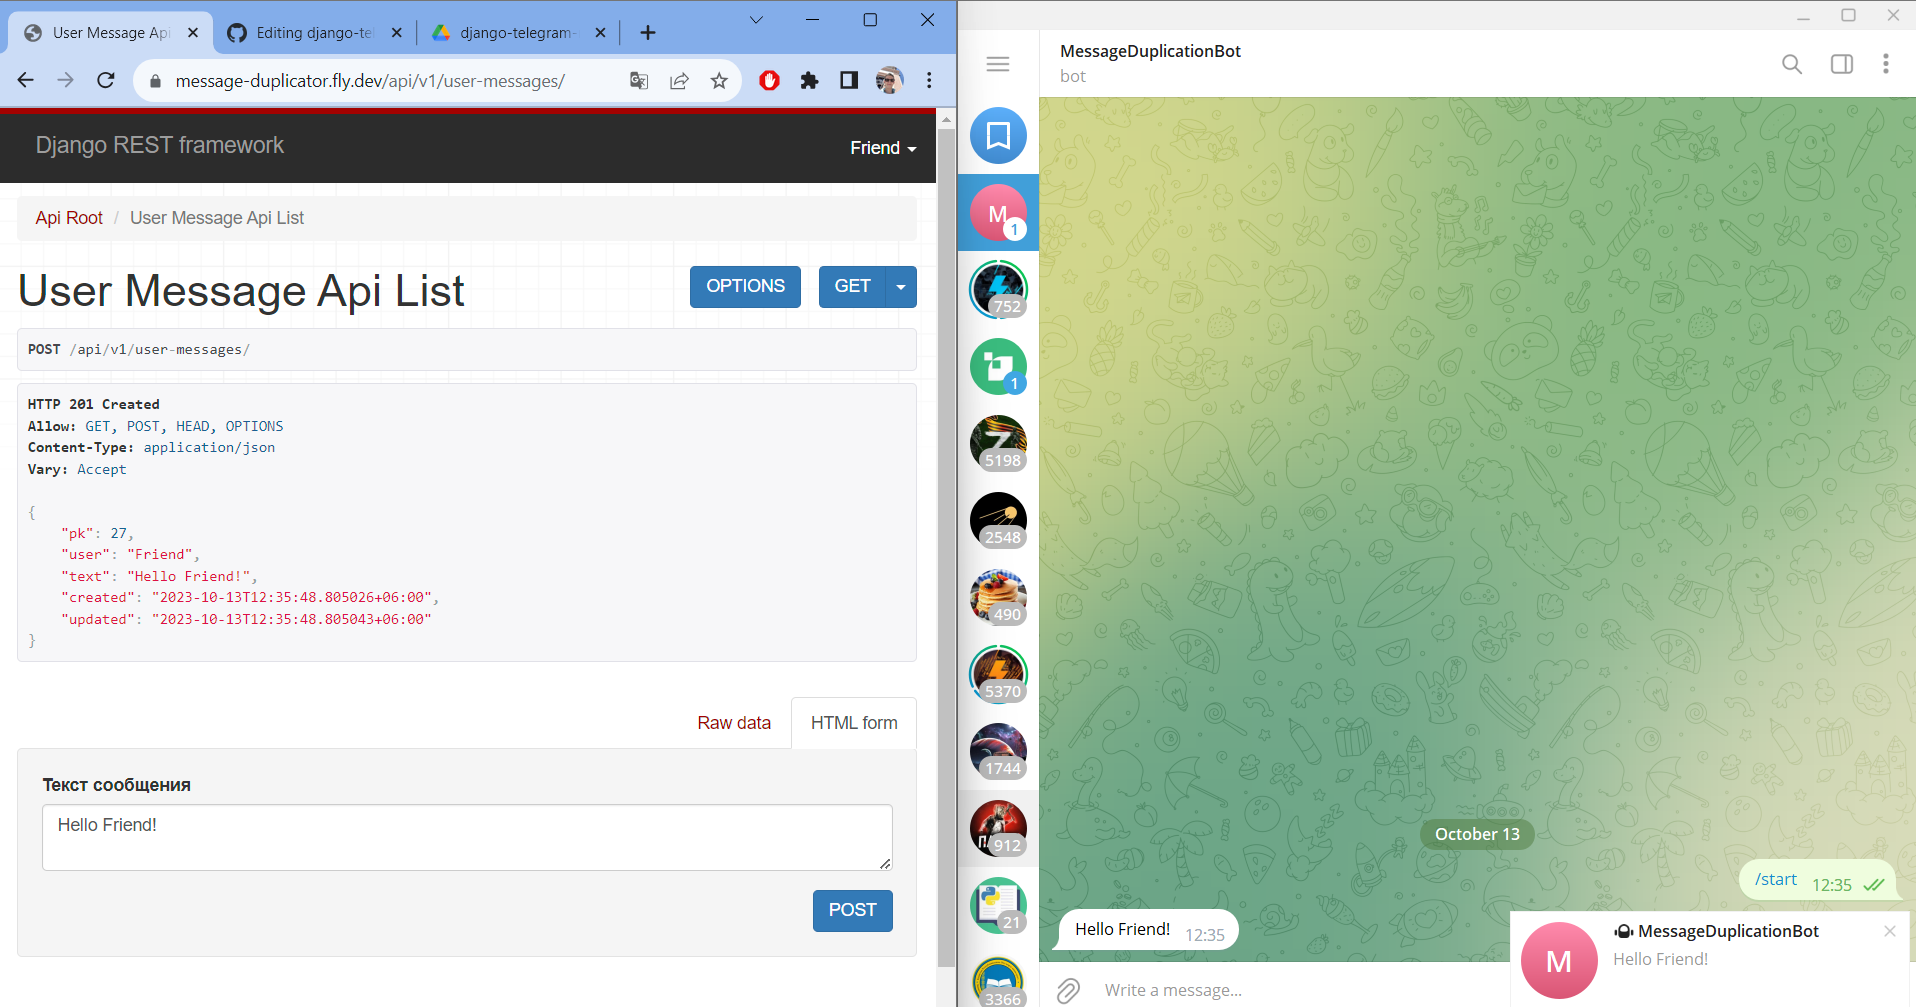 User Message Api
Editing django-tel
django-telegram-
message-duplicator.fly.dev/api/v1/user-messages/
Django REST framework
Friend
Api Root / User Message Api List
User Message Api List
OPTIONS
GET
POST /api/v1/user-messages/
HTTP 201 Created
Allow: GET, POST, HEAD, OPTIONS
Content-Type: application/json
Vary: Accept
{
"pk": 27,
"user": "Friend",
"text": "Hello Friend!",
"created": "2023-10-13T12:35:48.805026+06:00",
"updated": "2023-10-13T12:35:48.805043+06:00"
}
Raw data
HTML form
Текст сообщения
Hello Friend!
POST
M
1
752
1
5198
2548
490
5370
1744
912
21
3366
MessageDuplicationBot
bot
October 13
/start 12:35
Hello Friend! 12:35
Write a message...
M
MessageDuplicationBot
Hello Friend!